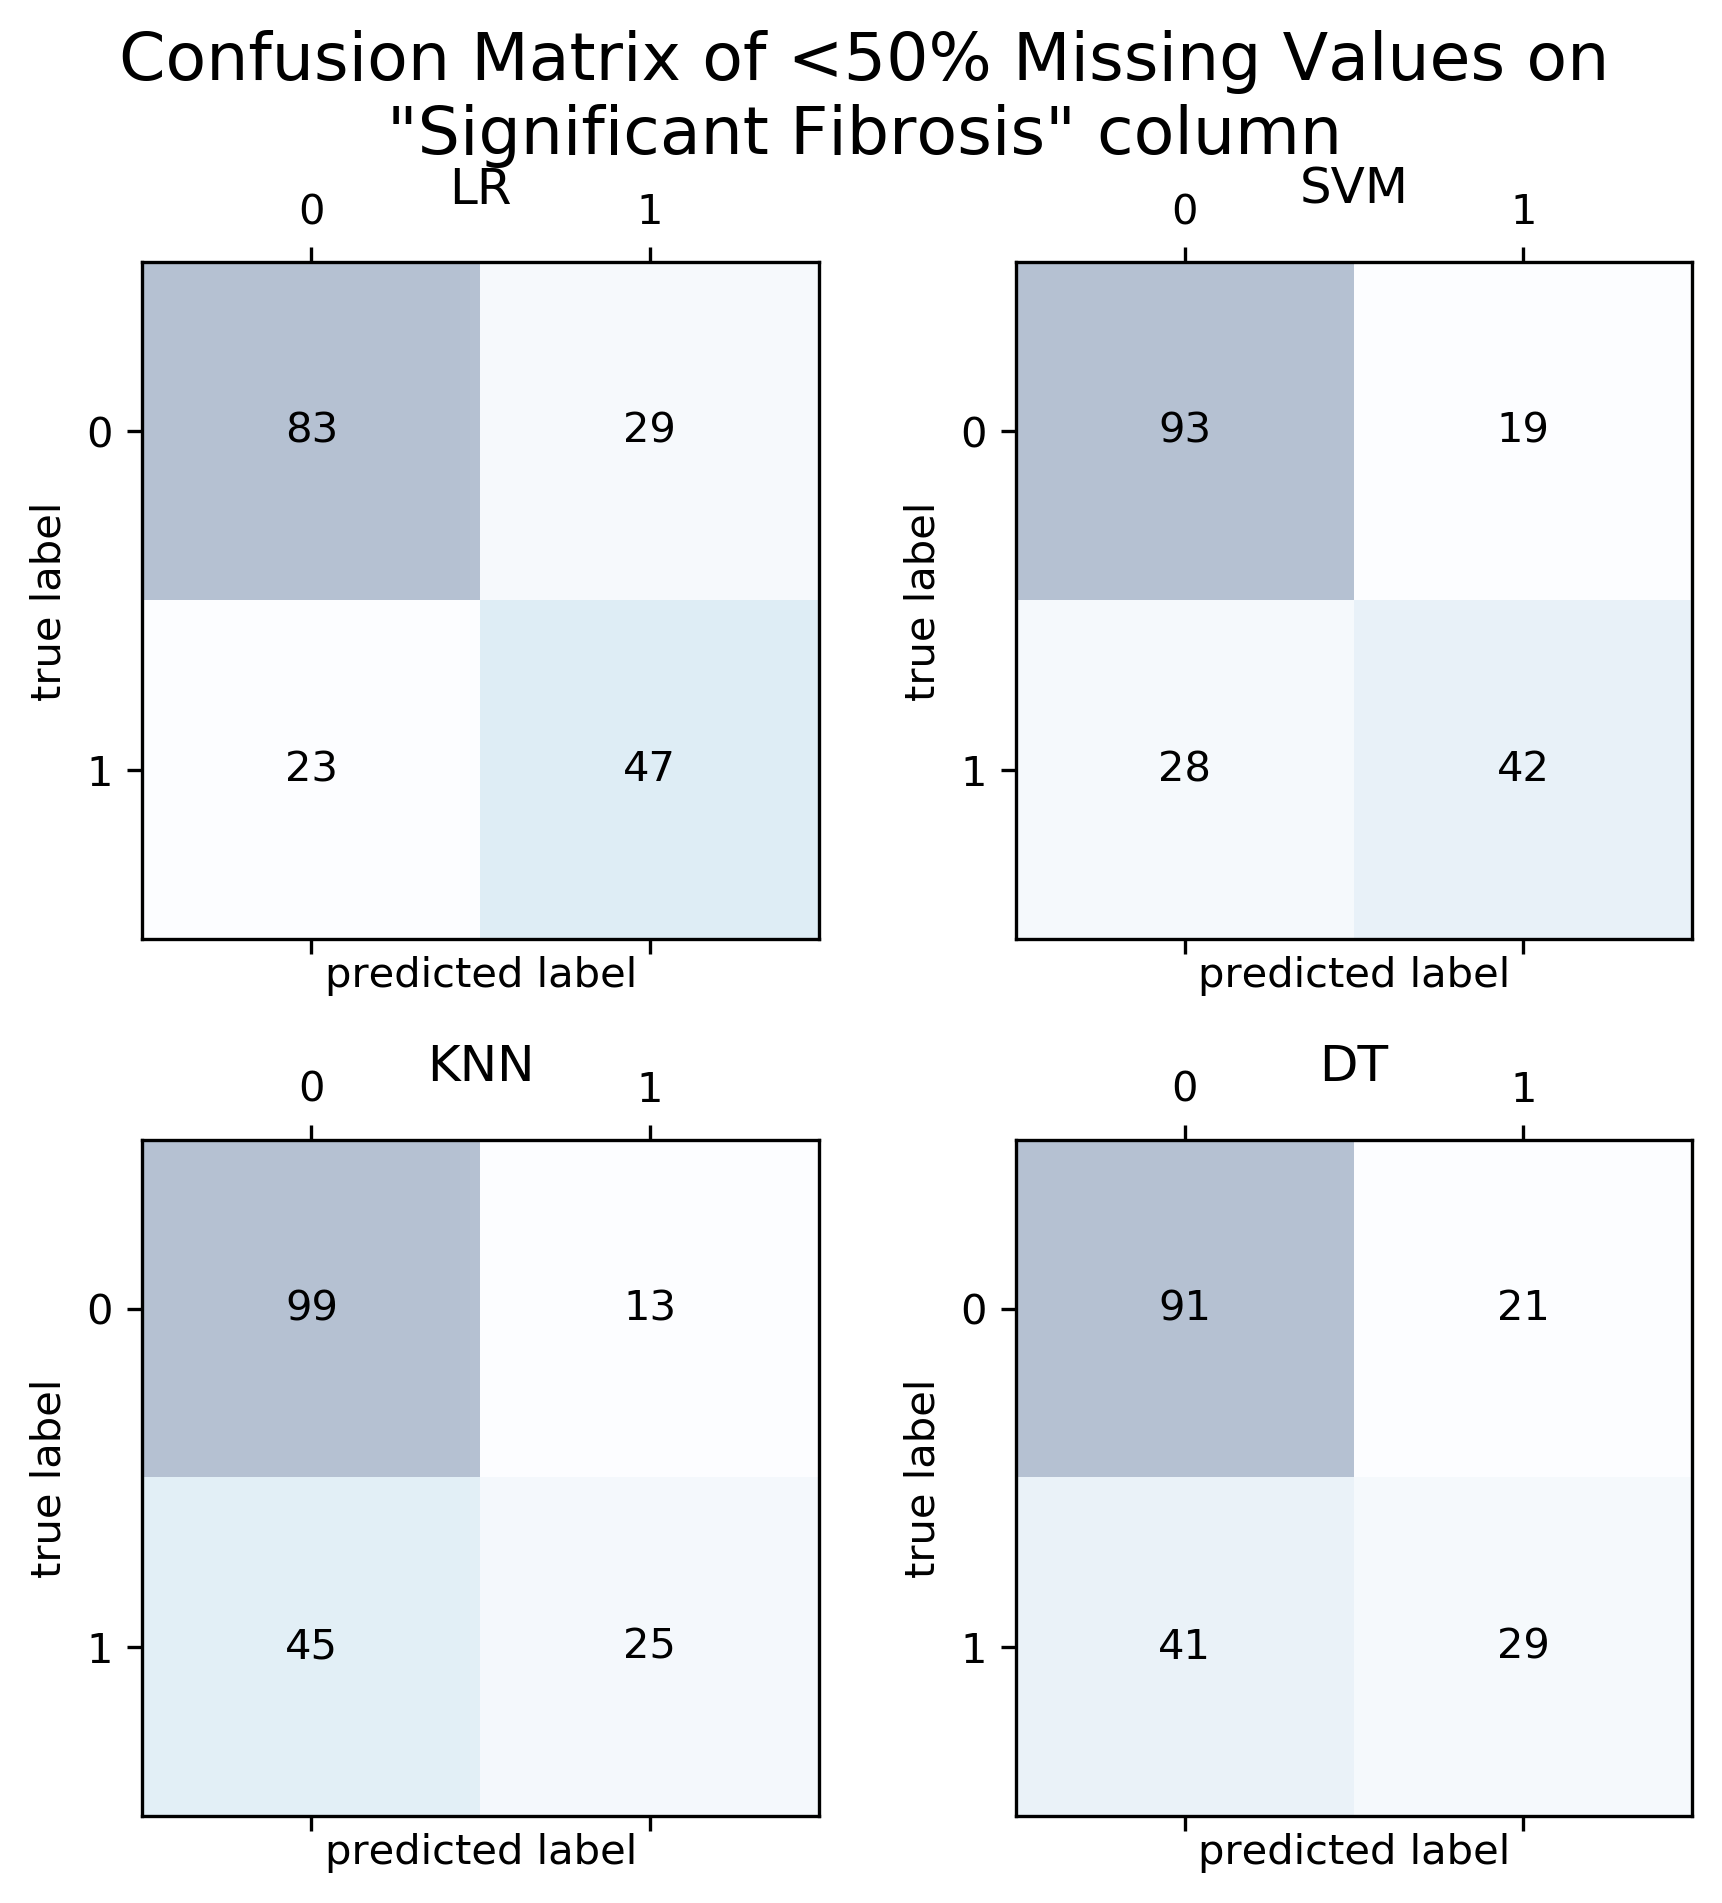 Confusion Matrix of <50% Missing Values on
"Significant Fibrosis" column
LR
0 1
0 83 29
1 23 47
true label
predicted label
SVM
0 1
0 93 19
1 28 42
true label
predicted label
KNN
0 1
0 99 13
1 45 25
true label
predicted label
DT
0 1
0 91 21
1 41 29
true label
predicted label